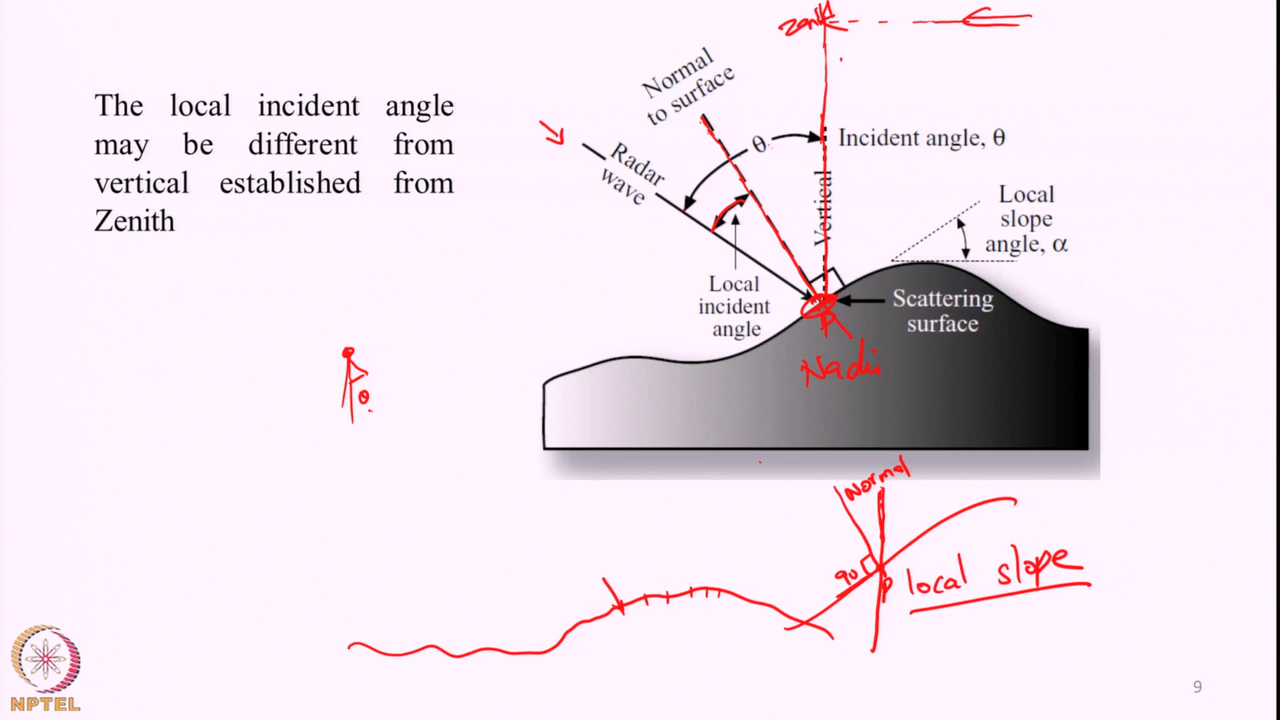 The local incident angle
may be different from
vertical established from
Zenith
Zenith
Normal
to surface
Radar
wave
θ
Incident angle, θ
Vertical
Local
slope
angle, α
Local
incident
angle
Scattering
surface
Nadir
θ
Normal
90
P
local slope
NPTEL
9